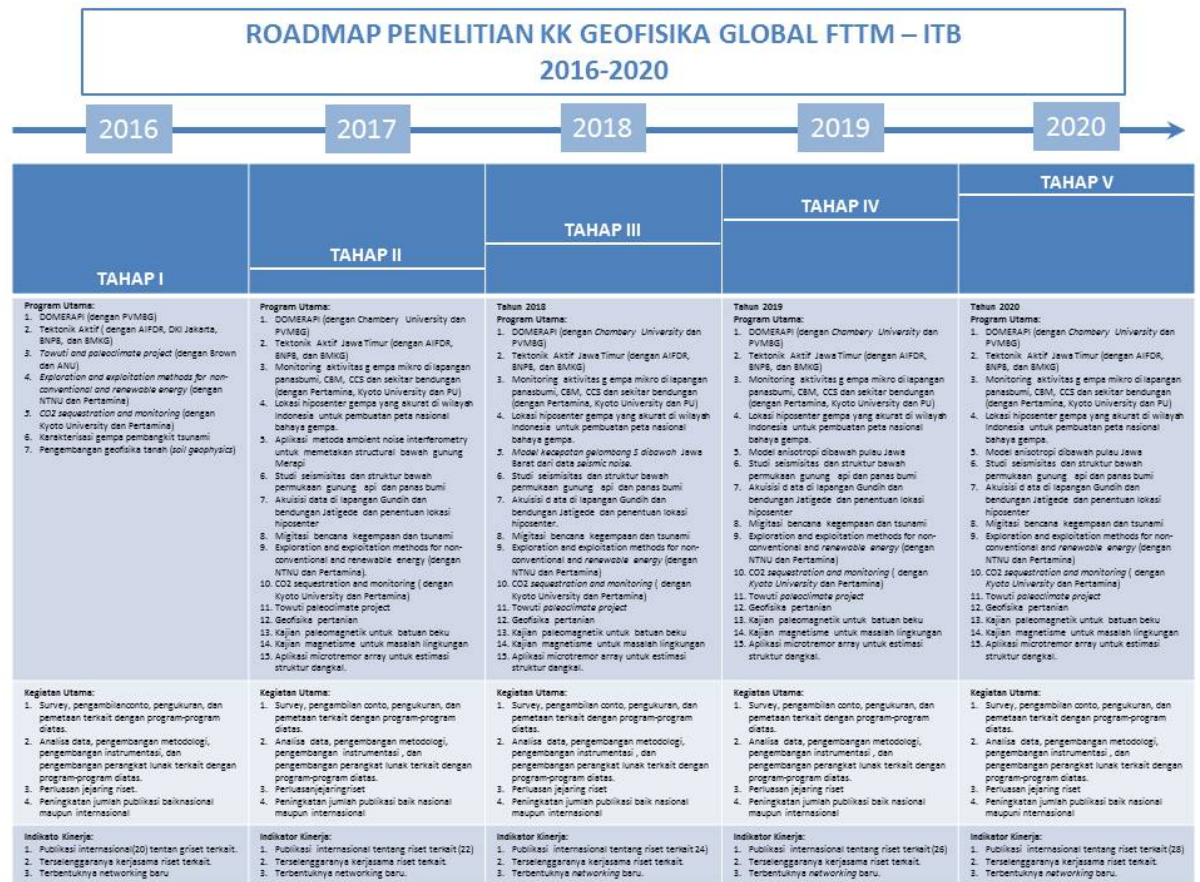 ROADMAP PENELITIAN KK GEOFISIKA GLOBAL FTTM – ITB
2016-2020
2016
2017
2018
2019
2020
TAHAP I
TAHAP II
TAHAP III
TAHAP IV
TAHAP V
Program Utama:
1. DOMERAPI (dengan PVMBG)
2. Tektonik Aktif ( dengan AIFDR, DKI Jakarta,
BNPB, dan BMKG)
3. Towuti and paleoclimate project (dengan Brown
dan ANU)
4. Exploration and exploitation methods for non-
conventional and renewable energy (dengan
NTNU dan Pertamina)
5. CO2 sequestration and monitoring (dengan
Kyoto University dan Pertamina)
6. Karakterisasi gempa pembangkit tsunami
7. Pengembangan geofisika tanah (soil geophysics)
Program Utama:
1. DOMERAPI (dengan Chambery University dan
PVMBG)
2. Tektonik Aktif Jawa Timur (dengan AIFDR,
BNPB, dan BMKG)
3. Monitoring aktivitas g empa mikro di lapangan
panasbumi, CBM, CCS dan sekitar bendungan
(dengan Pertamina, Kyoto University dan PU)
4. Lokasi hiposenter gempa yang akurat di wilayah
Indonesia untuk pembuatan peta nasional
bahaya gempa.
5. Aplikasi metoda ambient noise interferometry
untuk memetakan structural bawah gunung
Merapi
6. Studi seismisitas dan struktur bawah
permukaan gunung api dan panas bumi
7. Akuisisi d ata di lapangan Gundih dan
bendungan Jatigede dan penentuan lokasi
hiposenter
8. Migitasi bencana kegempaan dan tsunami
9. Exploration and exploitation methods for non-
conventional and renewable energy (dengan
NTNU dan Pertamina).
10. CO2 sequestration and monitoring ( dengan
Kyoto University dan Pertamina)
11. Towuti paleoclimate project
12. Geofisika pertanian
13. Kajian paleomagnetik untuk batuan beku
14. Kajian magnetisme untuk masalah lingkungan
15. Aplikasi microtremor array untuk estimasi
struktur dangkal.
Tahun 2018
Program Utama:
1. DOMERAPI (dengan Chambery University dan
PVMBG)
2. Tektonik Aktif Jawa Timur (dengan AIFDR,
BNPB, dan BMKG)
3. Monitoring aktivitas g empa mikro di lapangan
panasbumi, CBM, CCS dan sekitar bendungan
(dengan Pertamina, Kyoto University dan PU)
4. Lokasi hiposenter gempa yang akurat di wilayah
Indonesia untuk pembuatan peta nasional
bahaya gempa.
5. Model kecepatan gelombang S dibawah Jawa
Barat dari data seismic noise.
6. Studi seismisitas dan struktur bawah
permukaan gunung api dan panas bumi
7. Akuisisi d ata di lapangan Gundih dan
bendungan Jatigede dan penentuan lokasi
hiposenter.
8. Migitasi bencana kegempaan dan tsunami
9. Exploration and exploitation methods for non-
conventional and renewable energy (dengan
NTNU dan Pertamina)
10. CO2 sequestration and monitoring ( dengan
Kyoto University dan Pertamina)
11. Towuti paleoclimate project
12. Geofisika pertanian
13. Kajian paleomagnetik untuk batuan beku
14. Kajian magnetisme untuk masalah lingkungan
15. Aplikasi microtremor array untuk estimasi
struktur dangkal.
Tahun 2019
Program Utama:
1. DOMERAPI (dengan Chambery University dan
PVMBG)
2. Tektonik Aktif Jawa Timur (dengan AIFDR,
BNPB, dan BMKG)
3. Monitoring aktivitas g empa mikro di lapangan
panasbumi, CBM, CCS dan sekitar bendungan
(dengan Pertamina, Kyoto University dan PU)
4. Lokasi hiposenter gempa yang akurat di wilayah
Indonesia untuk pembuatan peta nasional
bahaya gempa.
5. Model anisotropi dibawah pulau Jawa
6. Studi seismisitas dan struktur bawah
permukaan gunung api dan panas bumi
7. Akuisisi d ata di lapangan Gundih dan
bendungan Jatigede dan penentuan lokasi
hiposenter
8. Migitasi bencana kegempaan dan tsunami
9. Exploration and exploitation methods for non-
conventional and renewable energy (dengan
NTNU dan Pertamina)
10. CO2 sequestration and monitoring ( dengan
Kyoto University dan Pertamina)
11. Towuti paleoclimate project
12. Geofisika pertanian
13. Kajian paleomagnetik untuk batuan beku
14. Kajian magnetisme untuk masalah lingkungan
15. Aplikasi microtremor array untuk estimasi
struktur dangkal.
Tahun 2020
Program Utama:
1. DOMERAPI (dengan Chambery University dan
PVMBG)
2. Tektonik Aktif Jawa Timur (dengan AIFDR,
BNPB, dan BMKG)
3. Monitoring aktivitas g empa mikro di lapangan
panasbumi, CBM, CCS dan sekitar bendungan
(dengan Pertamina, Kyoto University dan PU)
4. Lokasi hiposenter gempa yang akurat di wilayah
Indonesia untuk pembuatan peta nasional
bahaya gempa.
5. Model anisotropi dibawah pulau Jawa
6. Studi seismisitas dan struktur bawah
permukaan gunung api dan panas bumi
7. Akuisisi d ata di lapangan Gundih dan
bendungan Jatigede dan penentuan lokasi
hiposenter
8. Migitasi bencana kegempaan dan tsunami
9. Exploration and exploitation methods for non-
conventional and renewable energy (dengan
NTNU dan Pertamina)
10. CO2 sequestration and monitoring ( dengan
Kyoto University dan Pertamina)
11. Towuti paleoclimate project
12. Geofisika pertanian
13. Kajian paleomagnetik untuk batuan beku
14. Kajian magnetisme untuk masalah lingkungan
15. Aplikasi microtremor array untuk estimasi
struktur dangkal.
Kegiatan Utama:
1. Survey, pengambilanconto, pengukuran, dan
pemetaan terkait dengan program-program
diatas.
2. Analisa data, pengembangan metodologi,
pengembangan instrumentasi, dan
pengembangan perangkat lunak terkait dengan
program-program diatas.
3. Perluasan jejaring riset.
4. Peningkatan jumlah publikasi baiknasional
maupun internasional
Kegiatan Utama:
1. Survey, pengambilan conto, pengukuran, dan
pemetaan terkait dengan program-program
diatas.
2. Analisa data, pengembangan metodologi,
pengembangan instrumentasi , dan
pengembangan perangkat lunak terkait dengan
program-program diatas.
3. Perluasanjejaringriset
4. Peningkatan jumlah publikasi baik nasional
maupun internasional
Kegiatan Utama:
1. Survey, pengambilan conto, pengukuran, dan
pemetaan terkait dengan program-program
diatas.
2. Analisa data, pengembangan metodologi,
pengembangan instrumentasi , dan
pengembangan perangkat lunak terkait dengan
program-program diatas.
3. Perluasan jejaring riset
4. Peningkatan jumlah publikasi baik nasional
maupun internasional
Kegiatan Utama:
1. Survey, pengambilan conto, pengukuran, dan
pemetaan terkait dengan program-program
diatas.
2. Analisa data, pengembangan metodologi,
pengembangan instrumentasi , dan
pengembangan perangkat lunak terkait dengan
program-program diatas.
3. Perluasan jejaring riset
4. Peningkatan jumlah publikasi baik nasional
maupun internasional
Kegiatan Utama:
1. Survey, pengambilan conto, pengukuran, dan
pemetaan terkait dengan program-program
diatas.
2. Analisa data, pengembangan metodologi,
pengembangan instrumentasi , dan
pengembangan perangkat lunak terkait dengan
program-program diatas.
3. Perluasan jejaring riset
4. Peningkatan jumlah publikasi baik nasional
maupuni nternasional
Indikato Kinerja:
1. Publikasi internasional(20) tentan griset terkait.
2. Terselenggaranya kerjasama riset terkait.
3. Terbentuknya networking baru
Indikator Kinerja:
1. Publikasi internasional tentang riset terkait (22)
2. Terselenggaranya kerjasama riset terkait.
3. Terbentuknya networking baru.
Indikator Kinerja:
1. Publikasi internasional tentang riset terkait 24)
2. Terselenggaranya kerjasama riset terkait.
3. Terbentuknya networking baru.
Indikator Kinerja:
1. Publikasi internasional tentang riset terkait (26)
2. Terselenggaranya kerjasama riset terkait.
3. Terbentuknya networking baru.
Indikator Kinerja:
1. Publikasi internasional tentang riset terkait (28)
2. Terselenggaranya kerjasama riset terkait.
3. Terbentuknya networking baru.